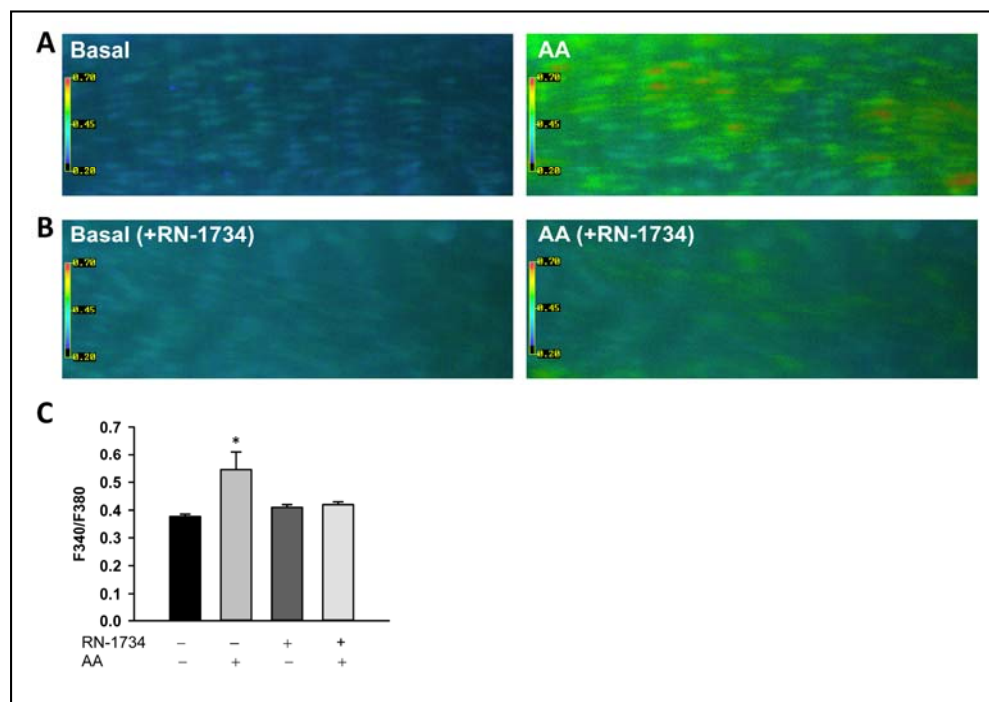 A
Basal
0.70
0.45
0.20
AA
0.70
0.45
0.20
B
Basal (+RN-1734)
0.70
0.45
0.20
AA (+RN-1734)
0.70
0.45
0.20
C
0.7
0.6
0.5
0.4
0.3
0.2
0.1
0.0
F340/F380
*
RN-1734 – – + +
AA – + – +